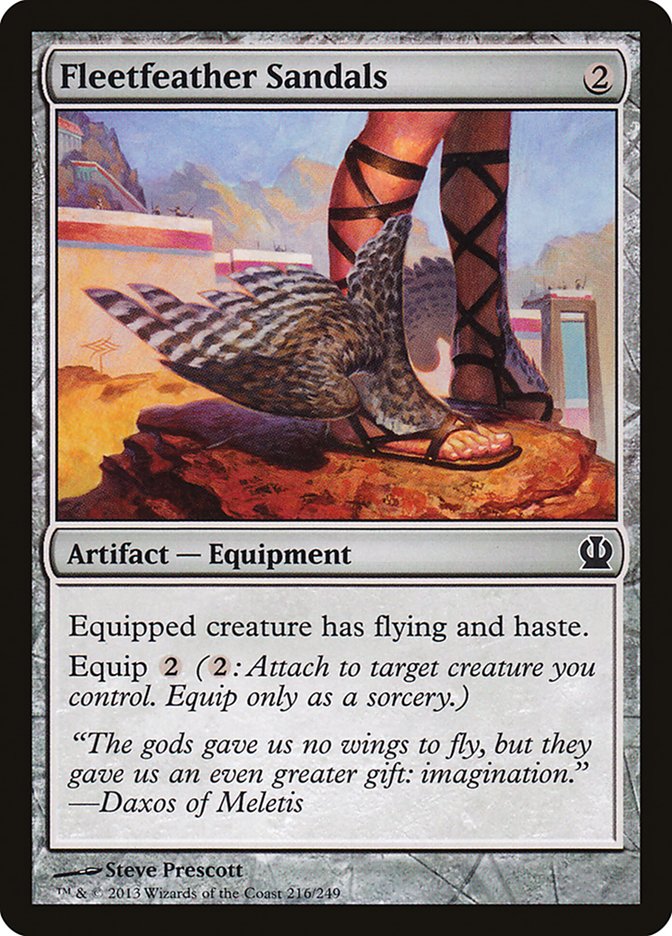 Fleetfeather Sandals 2
Artifact — Equipment
Equipped creature has flying and haste.
Equip 2 (2: Attach to target creature you
control. Equip only as a sorcery.)
“The gods gave us no wings to fly, but they
gave us an even greater gift: imagination.”
—Daxos of Meletis
Steve Prescott
™ & © 2013 Wizards of the Coast 216/249